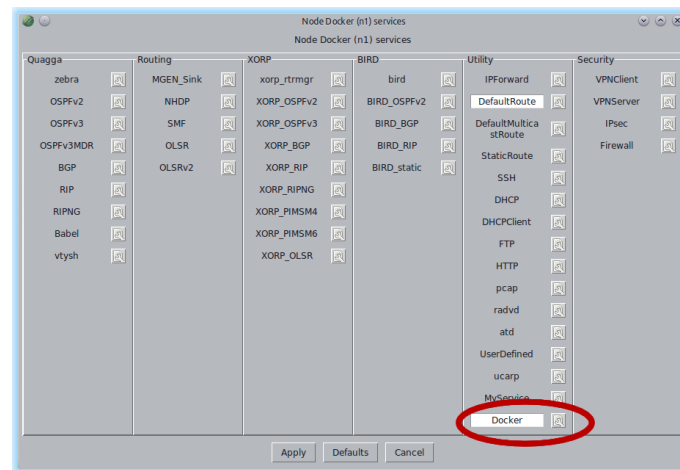 Node Docker (n1) services
Node Docker (n1) services
Quagga
zebra
OSPFv2
OSPFv3
OSPFv3MDR
BGP
RIP
RIPNG
Babel
vtysh
Routing
MGEN_Sink
NHDP
SMF
OLSR
OLSRv2
XORP
xorp_rtrmgr
XORP_OSPFv2
XORP_OSPFv3
XORP_BGP
XORP_RIP
XORP_RIPNG
XORP_PIMSM4
XORP_PIMSM6
XORP_OLSR
BIRD
bird
BIRD_OSPFv2
BIRD_BGP
BIRD_RIP
BIRD_static
Utility
IPForward
DefaultRoute
DefaultMultica
stRoute
StaticRoute
SSH
DHCP
DHCPClient
FTP
HTTP
pcap
radvd
atd
UserDefined
ucarp
MyService
Docker
Security
VPNClient
VPNServer
IPsec
Firewall
Apply
Defaults
Cancel